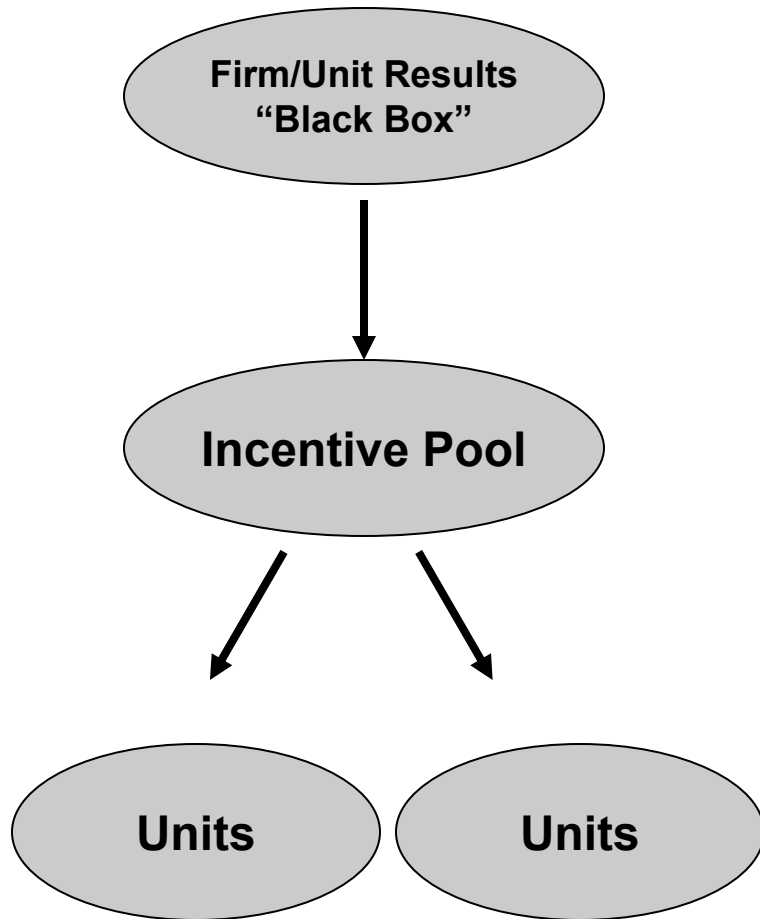 Firm/Unit Results
“Black Box”
Incentive Pool
Units
Units